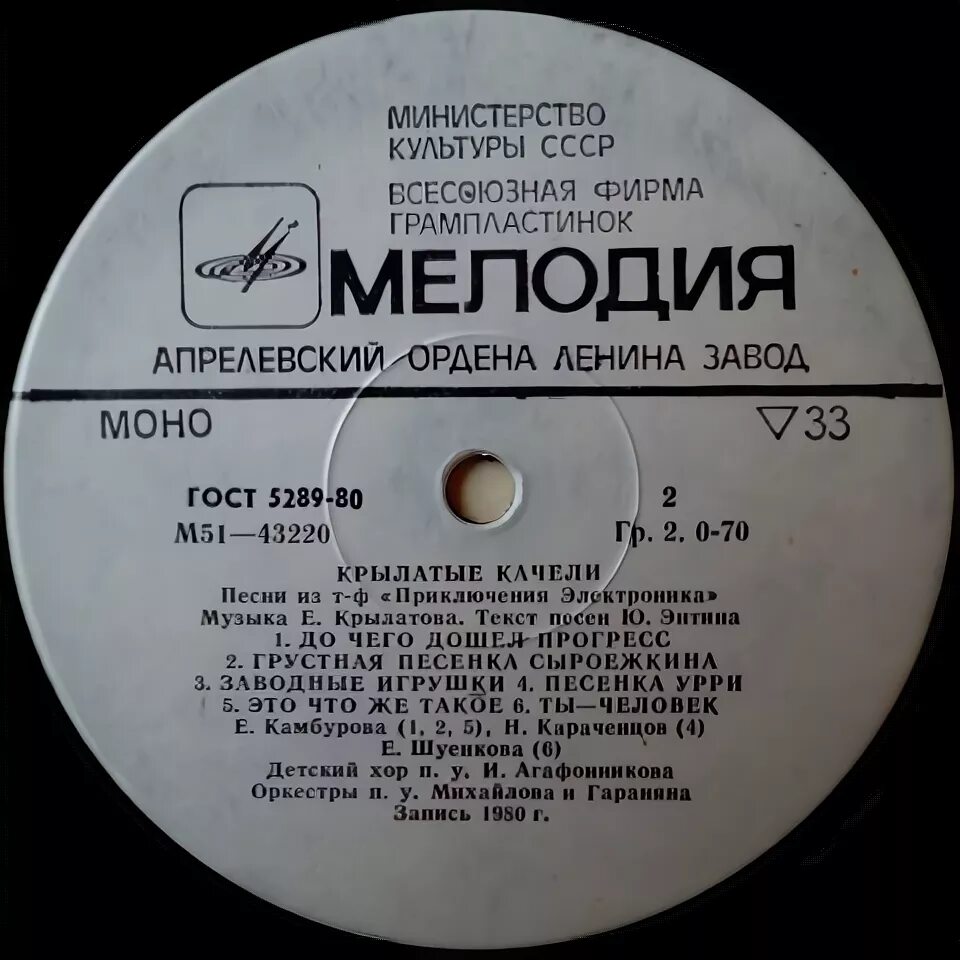 МИНИСТЕРСТВО
КУЛЬТУРЫ СССР
ВСЕСОЮЗНАЯ ФИРМА
ГРАМПЛАСТИНОК
МЕЛОДИЯ
АПРЕЛЕВСКИЙ ОРДЕНА ЛЕНИНА ЗАВОД
МОНО ▽33
ГОСТ 5289-80 2
М51—43220 Гр. 2. 0-70
КРЫЛАТЫЕ КАЧЕЛИ
Песни из т-ф «Приключения Электроника»
Музыка Е. Крылатова. Текст песен Ю. Энтина
1. ДО ЧЕГО ДОШЕЛ ПРОГРЕСС
2. ГРУСТНАЯ ПЕСЕНКА СЫРОЕЖКИНА
3. ЗАВОДНЫЕ ИГРУШКИ 4. ПЕСЕНКА УРРИ
5. ЭТО ЧТО ЖЕ ТАКОЕ 6. ТЫ—ЧЕЛОВЕК
Е. Камбурова (1, 2, 5), Н. Караченцов (4)
Е. Шуенкова (6)
Детский хор п. у. И. Агафонникова
Оркестры п. у. Михайлова и Гараняна
Запись 1980 г.